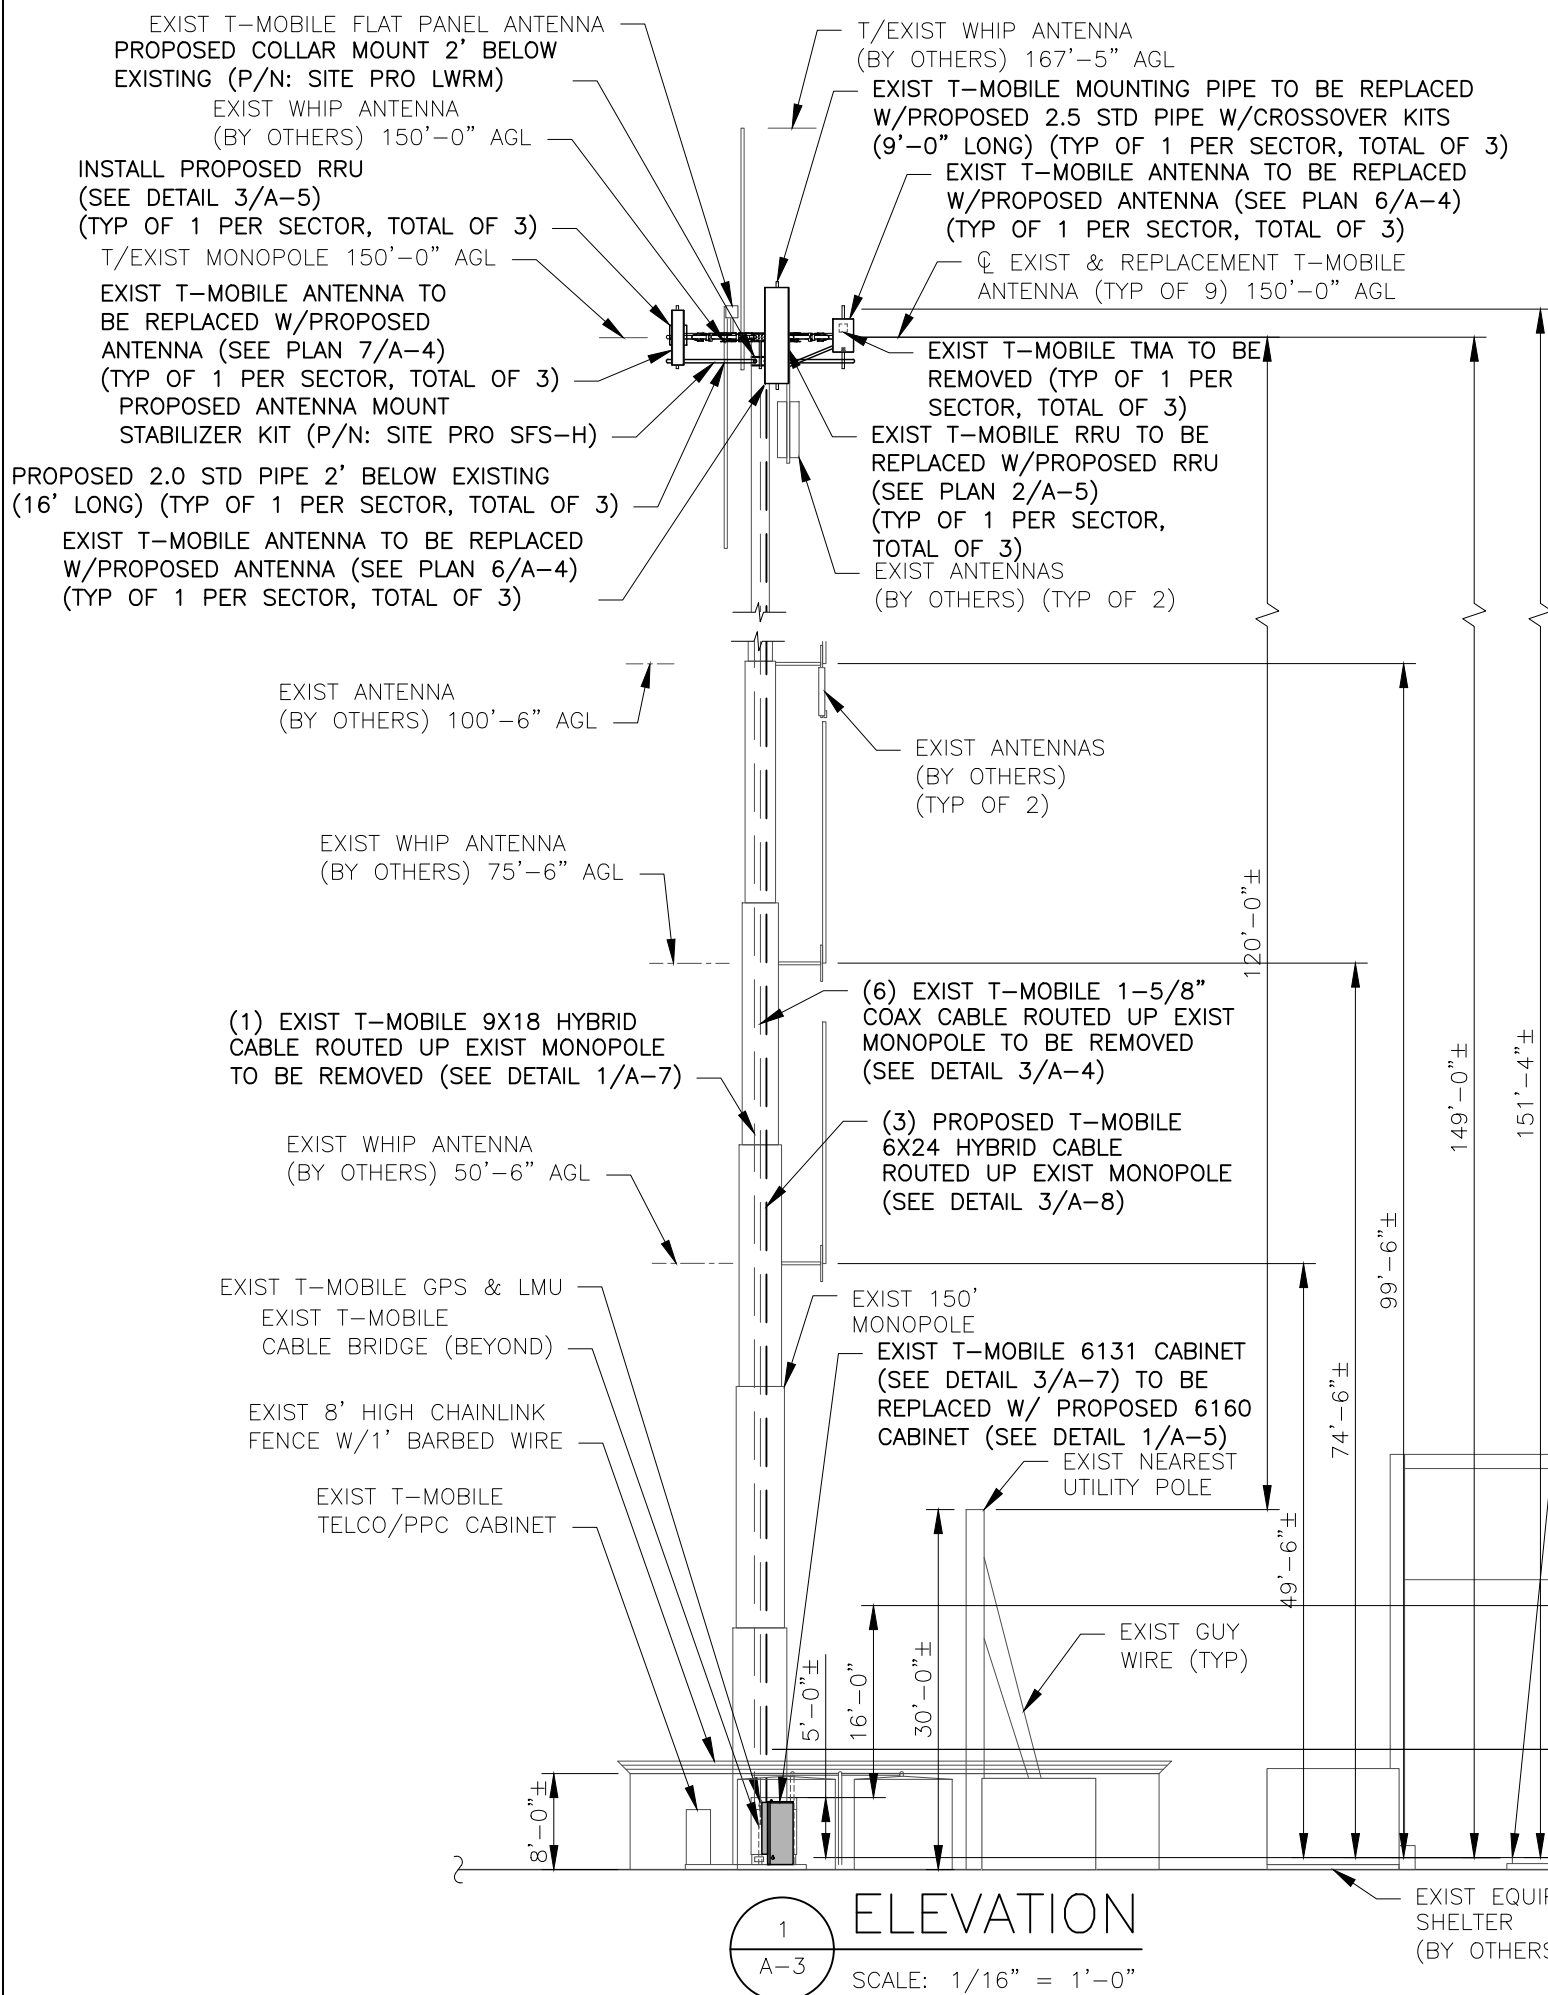 EXIST T-MOBILE FLAT PANEL ANTENNA
PROPOSED COLLAR MOUNT 2' BELOW
EXISTING (P/N: SITE PRO LWRM)
EXIST WHIP ANTENNA
(BY OTHERS) 150'-0" AGL
INSTALL PROPOSED RRU
(SEE DETAIL 3/A-5)
(TYP OF 1 PER SECTOR, TOTAL OF 3)
T/EXIST MONOPOLE 150'-0" AGL
EXIST T-MOBILE ANTENNA TO
BE REPLACED W/PROPOSED
ANTENNA (SEE PLAN 7/A-4)
(TYP OF 1 PER SECTOR, TOTAL OF 3)
PROPOSED ANTENNA MOUNT
STABILIZER KIT (P/N: SITE PRO SFS-H)
PROPOSED 2.0 STD PIPE 2' BELOW EXISTING
(16' LONG) (TYP OF 1 PER SECTOR, TOTAL OF 3)
EXIST T-MOBILE ANTENNA TO BE REPLACED
W/PROPOSED ANTENNA (SEE PLAN 6/A-4)
(TYP OF 1 PER SECTOR, TOTAL OF 3)
T/EXIST WHIP ANTENNA
(BY OTHERS) 167'-5" AGL
EXIST T-MOBILE MOUNTING PIPE TO BE REPLACED
W/PROPOSED 2.5 STD PIPE W/CROSSOVER KITS
(9'-0" LONG) (TYP OF 1 PER SECTOR, TOTAL OF 3)
EXIST T-MOBILE ANTENNA TO BE REPLACED
W/PROPOSED ANTENNA (SEE PLAN 6/A-4)
(TYP OF 1 PER SECTOR, TOTAL OF 3)
℄ EXIST & REPLACEMENT T-MOBILE
ANTENNA (TYP OF 9) 150'-0" AGL
EXIST T-MOBILE TMA TO BE
REMOVED (TYP OF 1 PER
SECTOR, TOTAL OF 3)
EXIST T-MOBILE RRU TO BE
REPLACED W/PROPOSED RRU
(SEE PLAN 2/A-5)
(TYP OF 1 PER SECTOR,
TOTAL OF 3)
EXIST ANTENNAS
(BY OTHERS) (TYP OF 2)
EXIST ANTENNA
(BY OTHERS) 100'-6" AGL
EXIST ANTENNAS
(BY OTHERS)
(TYP OF 2)
EXIST WHIP ANTENNA
(BY OTHERS) 75'-6" AGL
(1) EXIST T-MOBILE 9X18 HYBRID
CABLE ROUTED UP EXIST MONOPOLE
TO BE REMOVED (SEE DETAIL 1/A-7)
(6) EXIST T-MOBILE 1-5/8"
COAX CABLE ROUTED UP EXIST
MONOPOLE TO BE REMOVED
(SEE DETAIL 3/A-4)
(3) PROPOSED T-MOBILE
6X24 HYBRID CABLE
ROUTED UP EXIST MONOPOLE
(SEE DETAIL 3/A-8)
EXIST WHIP ANTENNA
(BY OTHERS) 50'-6" AGL
EXIST T-MOBILE GPS & LMU
EXIST T-MOBILE
CABLE BRIDGE (BEYOND)
EXIST 8' HIGH CHAINLINK
FENCE W/1' BARBED WIRE
EXIST T-MOBILE
TELCO/PPC CABINET
EXIST 150'
MONOPOLE
EXIST T-MOBILE 6131 CABINET
(SEE DETAIL 3/A-7) TO BE
REPLACED W/ PROPOSED 6160
CABINET (SEE DETAIL 1/A-5)
EXIST NEAREST
UTILITY POLE
EXIST GUY
WIRE (TYP)
8'-0"±
5'-0"±
16'-0"
30'-0"±
120'-0"±
49'-6"±
74'-6"±
99'-6"±
149'-0"±
151'-4"±
EXIST EQUI
SHELTER
(BY OTHERS
1
A-3
ELEVATION
SCALE: 1/16" = 1'-0"